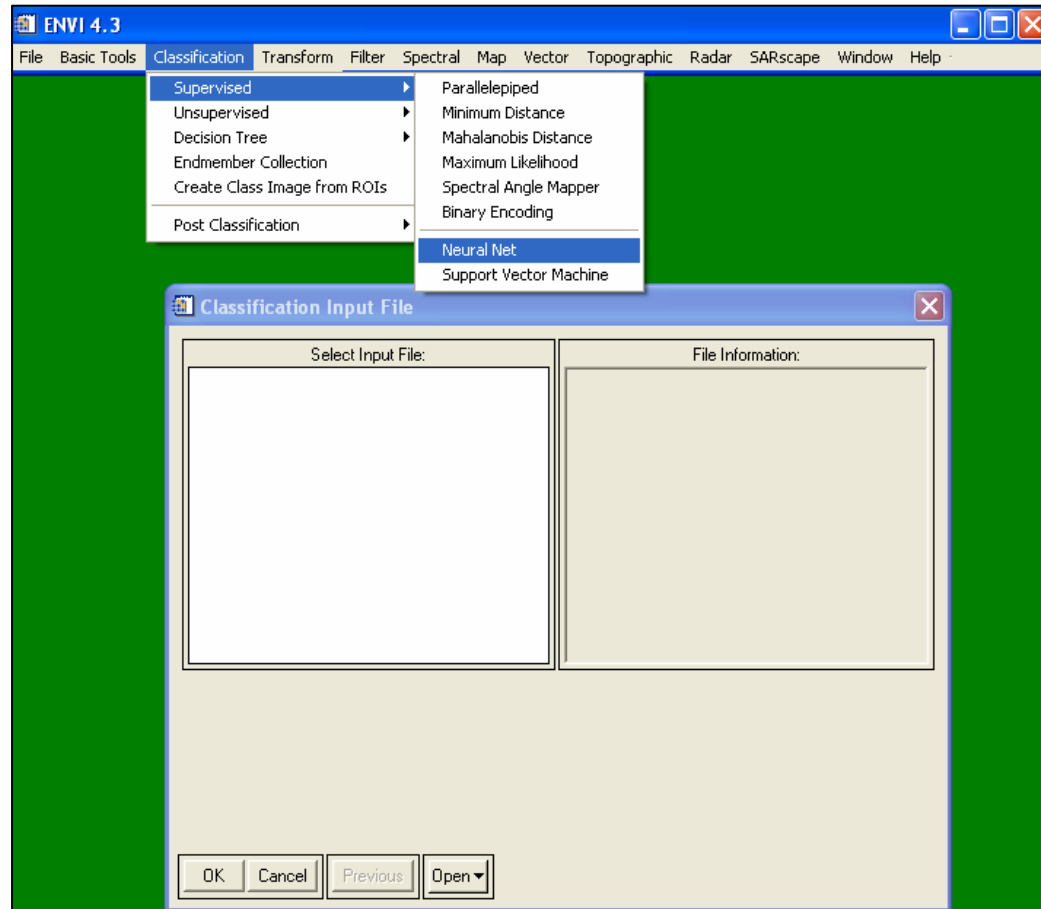 ENVI 4.3
File Basic Tools Classification Transform Filter Spectral Map Vector Topographic Radar SARscape Window Help
Supervised
Unsupervised
Decision Tree
Endmember Collection
Create Class Image from ROIs
Post Classification
Parallelepiped
Minimum Distance
Mahalanobis Distance
Maximum Likelihood
Spectral Angle Mapper
Binary Encoding
Neural Net
Support Vector Machine
Classification Input File
Select Input File:
File Information:
OK Cancel Previous Open